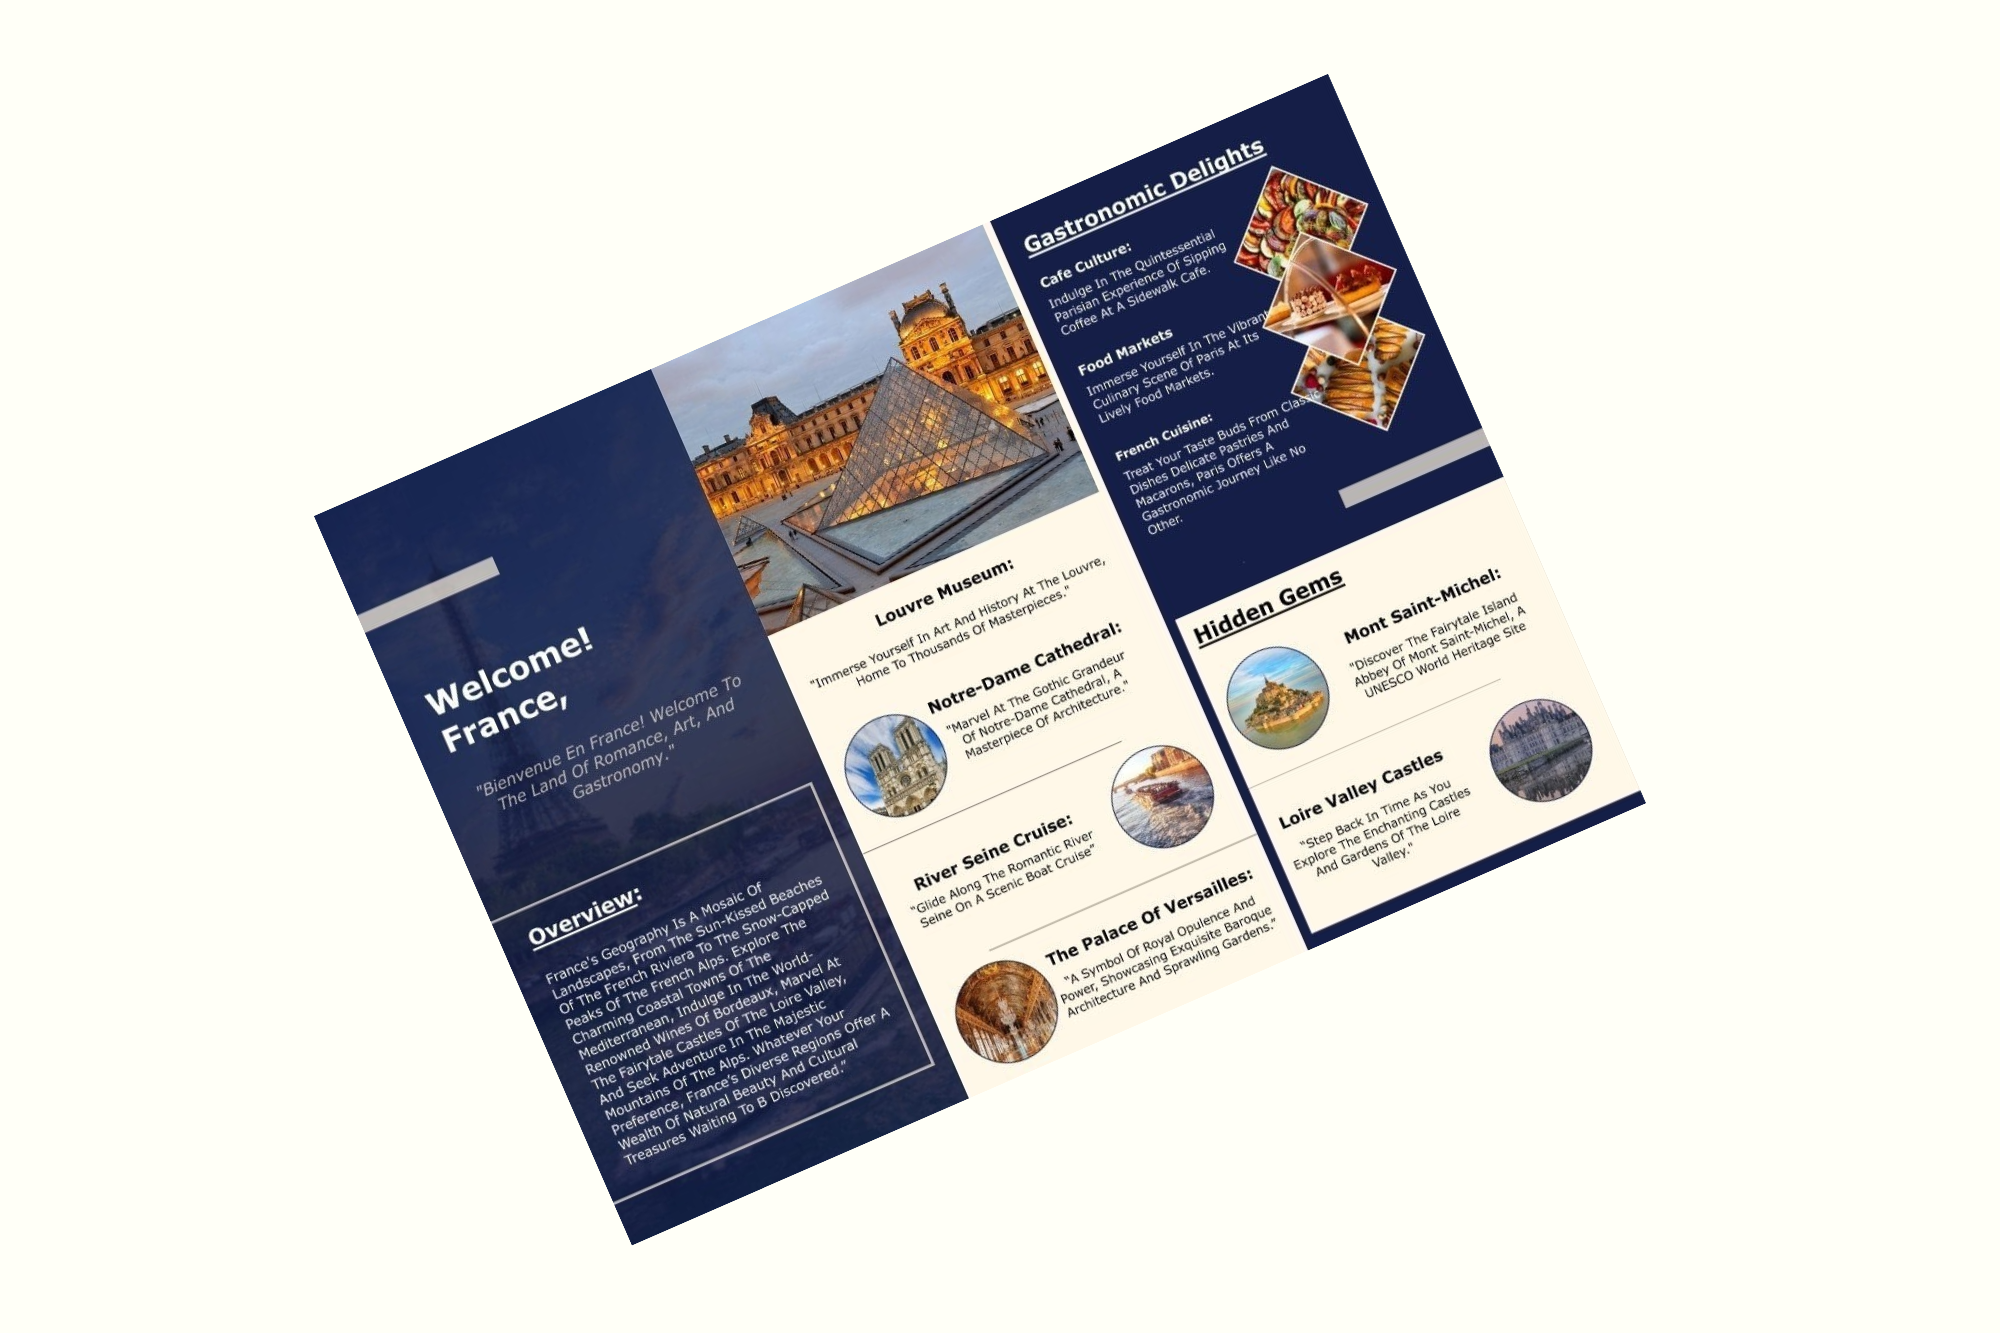 Welcome!
France,
"Bienvenue En France! Welcome To
The Land Of Romance, Art, And
Gastronomy."
Overview:
France's Geography Is A Mosaic Of
Landscapes, From The Sun-Kissed Beaches
Of The French Riviera To The Snow-Capped
Peaks Of The French Alps. Explore The
Charming Coastal Towns Of The
Mediterranean, Indulge In The World-
Renowned Wines Of Bordeaux, Marvel At
The Fairytale Castles Of The Loire Valley,
And Seek Adventure In The Majestic
Mountains Of The Alps. Whatever Your
Preference, France's Diverse Regions Offer A
Wealth Of Natural Beauty And Cultural
Treasures Waiting To B Discovered."
Louvre Museum:
"Immerse Yourself In Art And History At The Louvre,
Home To Thousands Of Masterpieces."
Notre-Dame Cathedral:
"Marvel At The Gothic Grandeur
Of Notre-Dame Cathedral, A
Masterpiece Of Architecture."
River Seine Cruise:
"Glide Along The Romantic River
Seine On A Scenic Boat Cruise"
The Palace Of Versailles:
"A Symbol Of Royal Opulence And
Power, Showcasing Exquisite Baroque
Architecture And Sprawling Gardens."
Gastronomic Delights
Cafe Culture:
Indulge In The Quintessential
Parisian Experience Of Sipping
Coffee At A Sidewalk Cafe.
Food Markets
Immerse Yourself In The Vibrant
Culinary Scene Of Paris At Its
Lively Food Markets.
French Cuisine:
Treat Your Taste Buds From Classic
Dishes Delicate Pastries And
Macarons, Paris Offers A
Gastronomic Journey Like No
Other.
Hidden Gems
Mont Saint-Michel:
"Discover The Fairytale Island
Abbey Of Mont Saint-Michel, A
UNESCO World Heritage Site
Loire Valley Castles
"Step Back In Time As You
Explore The Enchanting Castles
And Gardens Of The Loire
Valley."